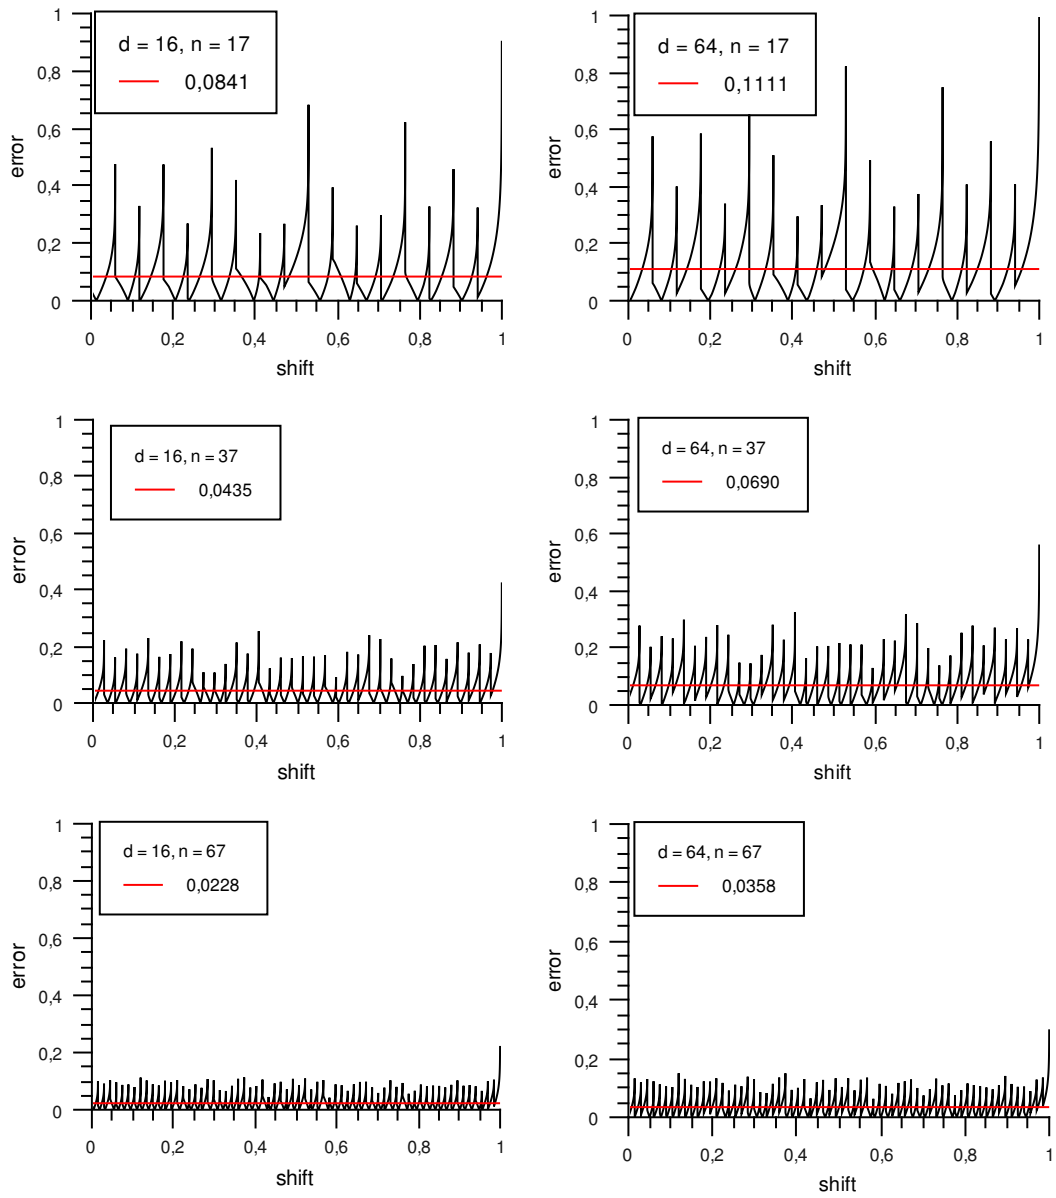 d = 16, n = 17
0,0841
error
1
0,8
0,6
0,4
0,2
0
0 0,2 0,4 0,6 0,8 1
shift
d = 64, n = 17
0,1111
error
1
0,8
0,6
0,4
0,2
0
0 0,2 0,4 0,6 0,8 1
shift
d = 16, n = 37
0,0435
error
1
0,8
0,6
0,4
0,2
0
0 0,2 0,4 0,6 0,8 1
shift
d = 64, n = 37
0,0690
error
1
0,8
0,6
0,4
0,2
0
0 0,2 0,4 0,6 0,8 1
shift
d = 16, n = 67
0,0228
error
1
0,8
0,6
0,4
0,2
0
0 0,2 0,4 0,6 0,8 1
shift
d = 64, n = 67
0,0358
error
1
0,8
0,6
0,4
0,2
0
0 0,2 0,4 0,6 0,8 1
shift